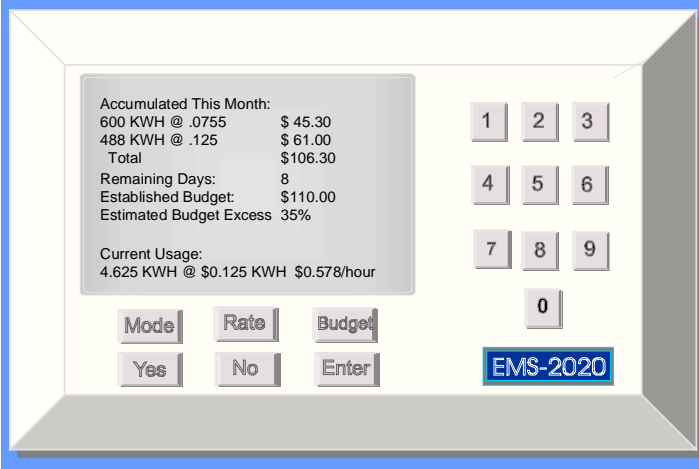 Accumulated This Month:
600 KWH @ .0755 $ 45.30
488 KWH @ .125 $ 61.00
Total $106.30
Remaining Days: 8
Established Budget: $110.00
Estimated Budget Excess 35%
Current Usage:
4.625 KWH @ $0.125 KWH $0.578/hour
1 2 3
4 5 6
7 8 9
0
Mode Rate Budget
Yes No Enter
EMS-2020